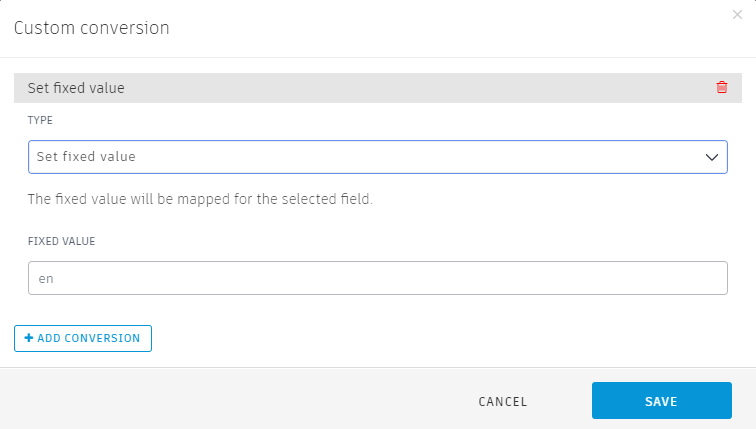 Custom conversion
Set fixed value
TYPE
Set fixed value
The fixed value will be mapped for the selected field.
FIXED VALUE
en
+ ADD CONVERSION
CANCEL
SAVE